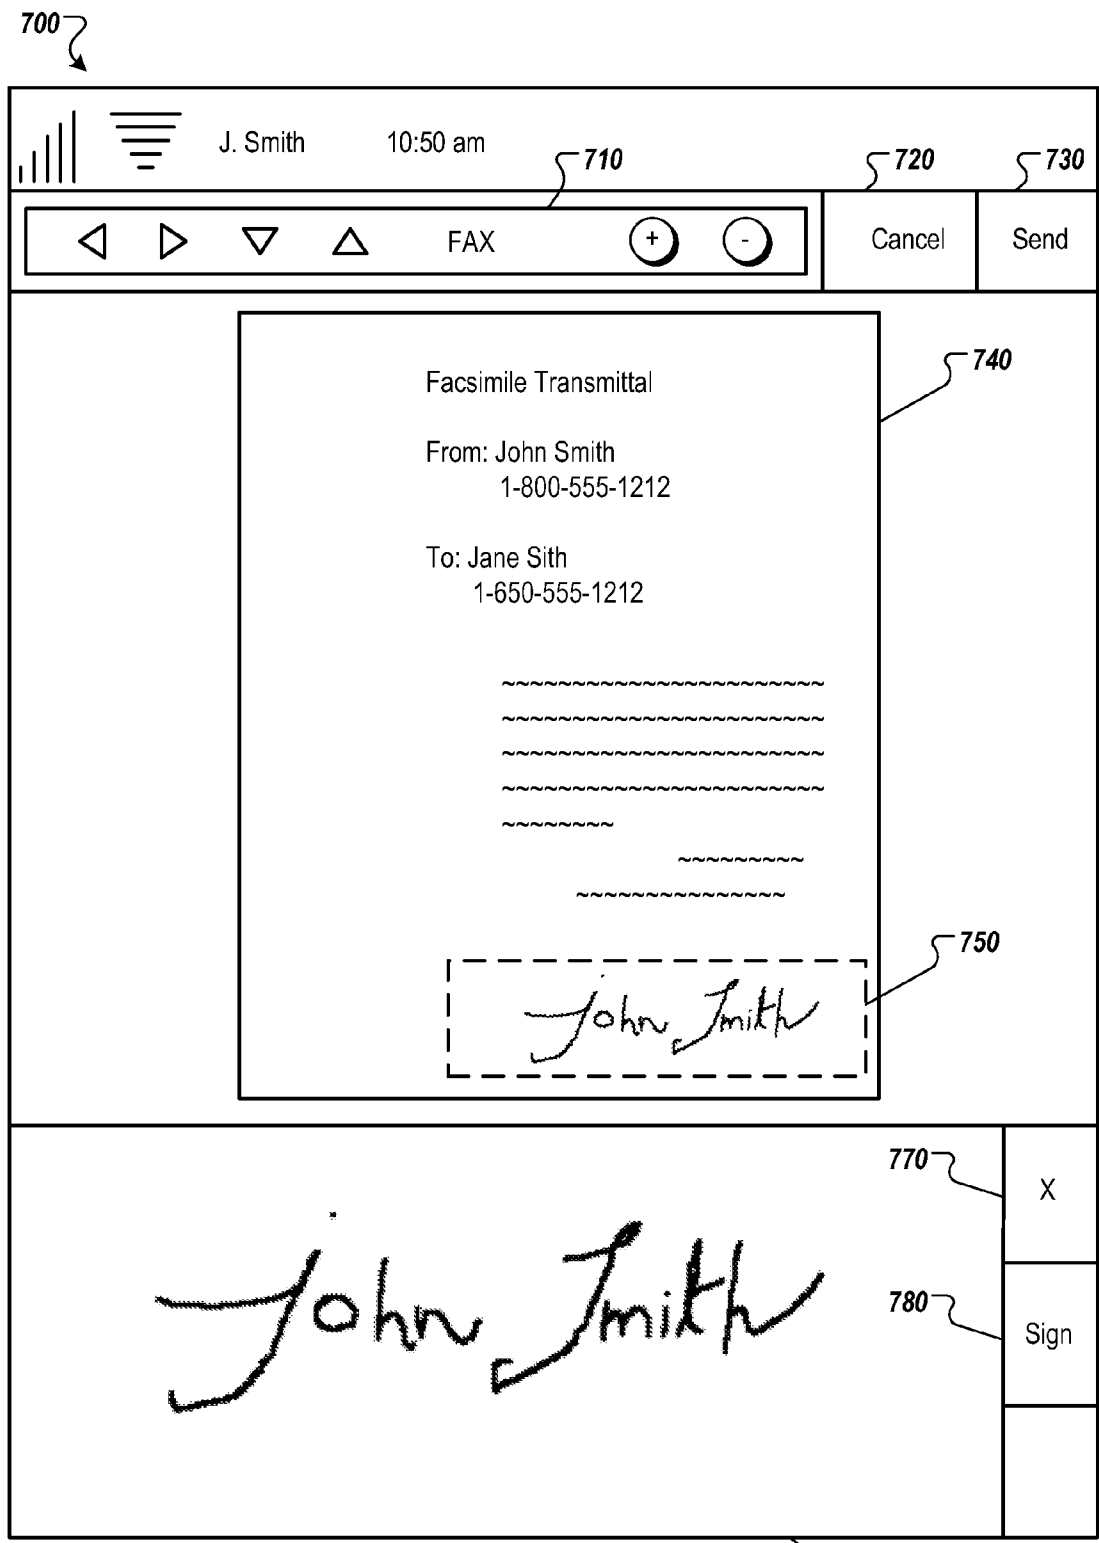 700
J. Smith 10:50 am
710 720 730
FAX + - Cancel Send
740
Facsimile Transmittal
From: John Smith
1-800-555-1212
To: Jane Sith
1-650-555-1212
~~~~~~~~~~~~~~~~~~~~~~~
~~~~~~~~~~~~~~~~~~~~~~~
~~~~~~~~~~~~~~~~~~~~~~~
~~~~~~~~~~~~~~~~~~~~~~~
~~~~~~~~
~~~~~~~~~
~~~~~~~~~~~~~~~
750
John Smith
770 X
John Smith
780 Sign